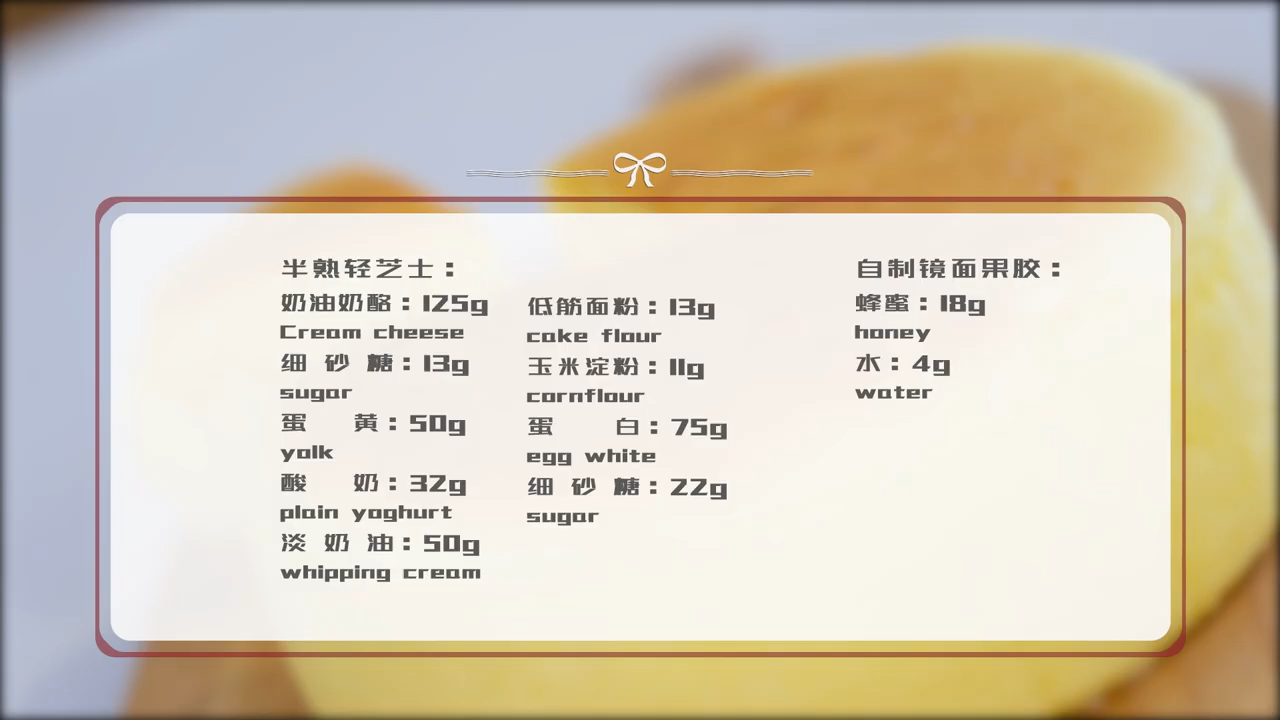 半熟轻芝士：
奶油奶酪：125g
Cream cheese
细 砂 糖：13g
sugar
蛋 黄：50g
yolk
酸 奶：32g
plain yoghurt
淡 奶 油：50g
whipping cream
低筋面粉：13g
cake flour
玉米淀粉：11g
cornflour
蛋 白：75g
egg white
细 砂 糖：22g
sugar
自制镜面果胶：
蜂蜜：18g
honey
水：4g
water